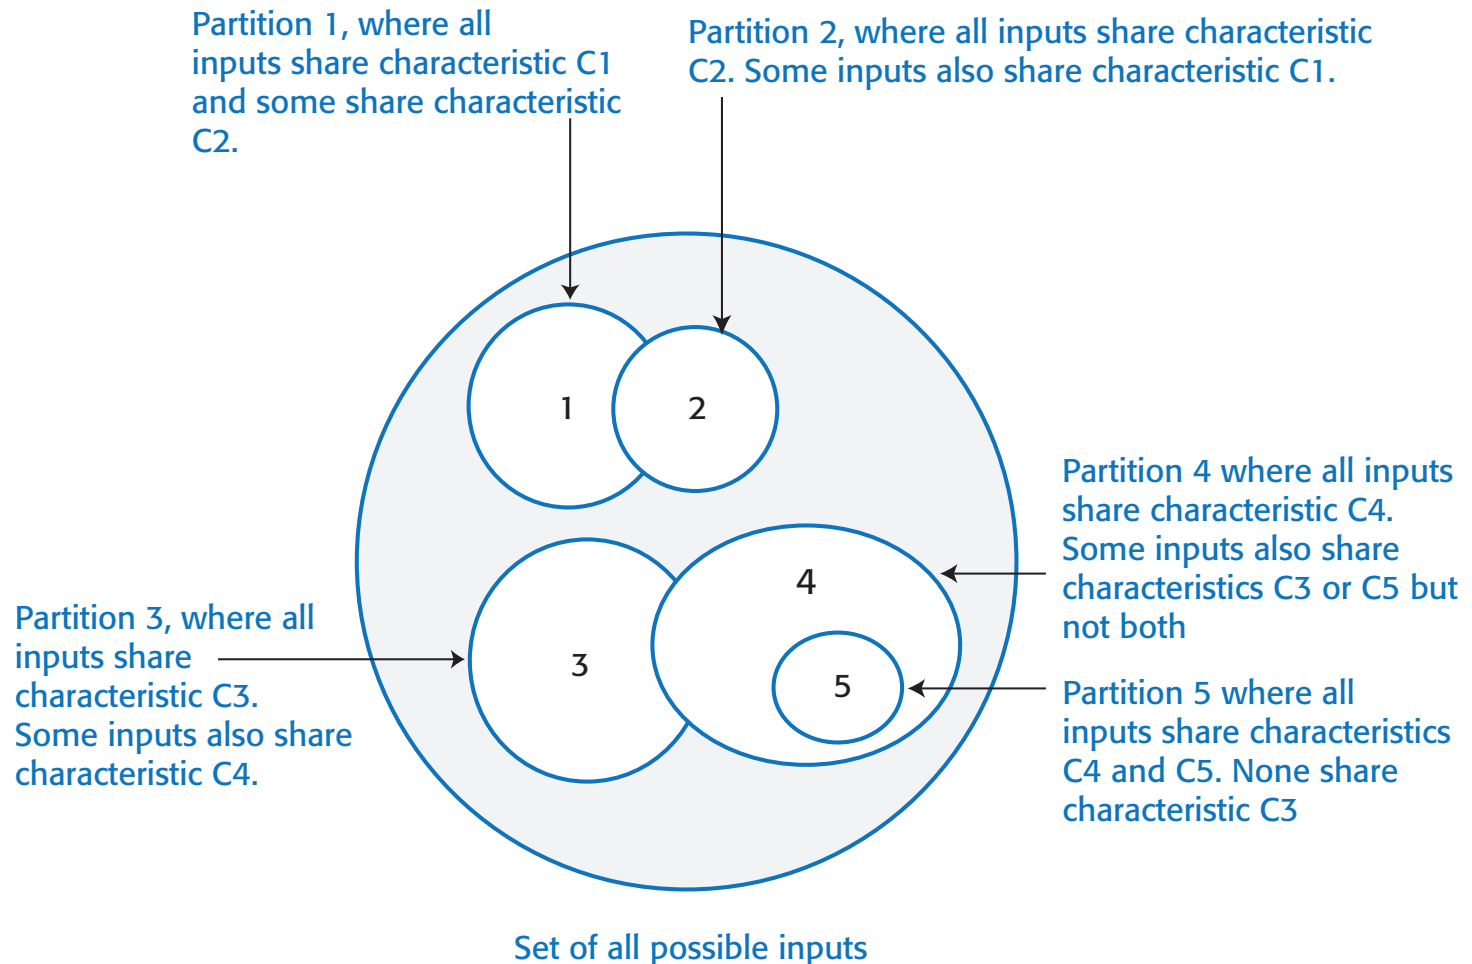 Partition 1, where all
inputs share characteristic C1
and some share characteristic
C2.
Partition 2, where all inputs share characteristic
C2. Some inputs also share characteristic C1.
1
2
Partition 4 where all inputs
share characteristic C4.
Some inputs also share
characteristics C3 or C5 but
not both
4
Partition 3, where all
inputs share
characteristic C3.
Some inputs also share
characteristic C4.
3
5
Partition 5 where all
inputs share characteristics
C4 and C5. None share
characteristic C3
Set of all possible inputs